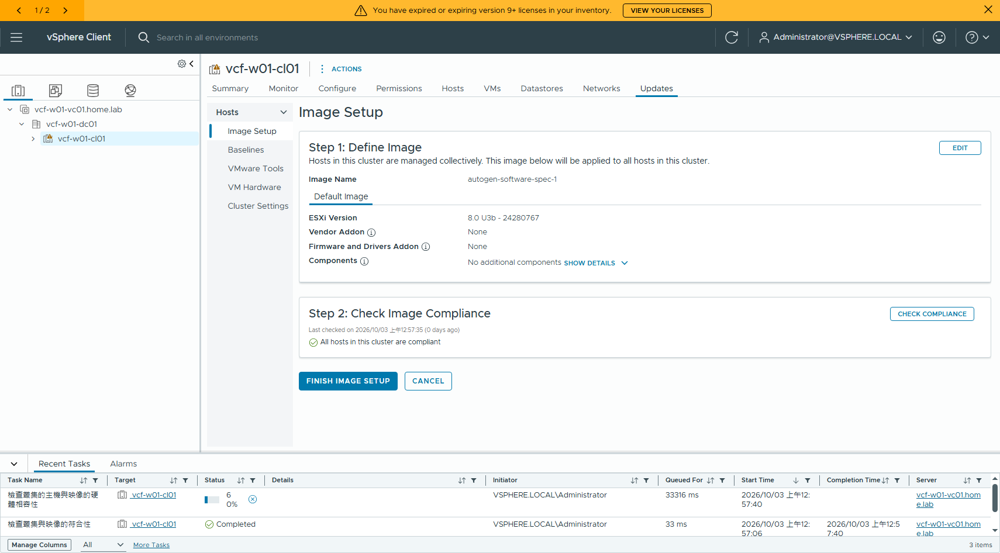 1 / 2
You have expired or expiring version 9+ licenses in your inventory.
VIEW YOUR LICENSES
vSphere Client
Search in all environments
Administrator@VSPHERE.LOCAL
vcf-w01-vc01.home.lab
vcf-w01-dc01
vcf-w01-cl01
vcf-w01-cl01
ACTIONS
Summary Monitor Configure Permissions Hosts VMs Datastores Networks Updates
Hosts
Image Setup
Baselines
VMware Tools
VM Hardware
Cluster Settings
Image Setup
Step 1: Define Image
EDIT
Hosts in this cluster are managed collectively. This image below will be applied to all hosts in this cluster.
Image Name autogen-software-spec-1
Default Image
ESXi Version 8.0 U3b - 24280767
Vendor Addon None
Firmware and Drivers Addon None
Components No additional components SHOW DETAILS
Step 2: Check Image Compliance
CHECK COMPLIANCE
Last checked on 2026/10/03 上午12:57:35 (0 days ago)
All hosts in this cluster are compliant
FINISH IMAGE SETUP CANCEL
Recent Tasks Alarms
Task Name Target Status Details Initiator Queued For Start Time Completion Time Server
檢查叢集的主機與映像的硬
體相容性
vcf-w01-cl01
6
0%
VSPHERE.LOCAL\Administrator
33316 ms
2026/10/03 上午12:
57:40
vcf-w01-vc01.hom
e.lab
檢查叢集與映像的符合性
vcf-w01-cl01
Completed
VSPHERE.LOCAL\Administrator
33 ms
2026/10/03 上午12:
57:06
2026/10/03 上午12:5
7:40
vcf-w01-vc01.hom
e.lab
Manage Columns All More Tasks 3 items